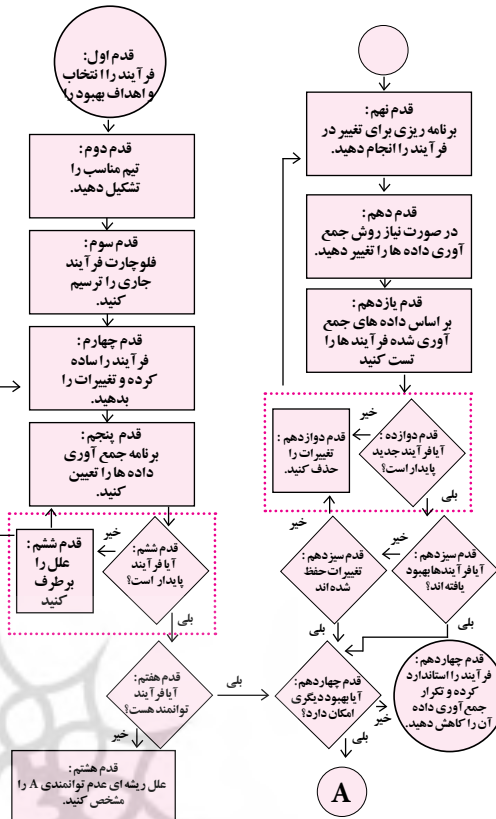 قدم اول:
فرآیند را انتخاب
و اهداف بهبود را
قدم دوم:
تیم مناسب را
تشکیل دهید.
قدم سوم:
فلوچارت فرآیند
جاری را ترسیم
کنید.
قدم چهارم:
فرآیند را ساده
کرده و تغییرات را
بدهید.
قدم پنجم:
برنامه جمع آوری
داده ها را تعیین
کنید.
قدم ششم:
آیا فرآیند
پایدار است؟
خیر
قدم ششم:
علل را
برطرف
کنید
بلی
قدم هفتم:
آیا فرآیند
توانمند هست؟
بلی
خیر
قدم هشتم:
علل ریشه ای عدم توانمندی A را
مشخص کنید.
قدم نهم:
برنامه ریزی برای تغییر در
فرآیند را انجام دهید.
قدم دهم:
در صورت نیاز روش جمع
آوری داده ها را تغییر دهید.
قدم یازدهم:
بر اساس داده های جمع
آوری شده فرآیند ها را
تست کنید
قدم دوازده:
آیا فرآیند جدید
پایدار است؟
خیر
قدم دوازدهم:
تغییرات را
حذف کنید.
بلی
قدم سیزدهم:
آیا فرآیندها بهبود
یافته اند؟
خیر
قدم سیزدهم:
تغییرات حفظ
شده اند
خیر
بلی
بلی
قدم چهاردهم:
آیا بهبود دیگری
امکان دارد؟
خیر
قدم چهاردهم:
فرآیند را استاندارد
کرده و تکرار
جمع آوری داده
آن را کاهش دهید.
بلی
A